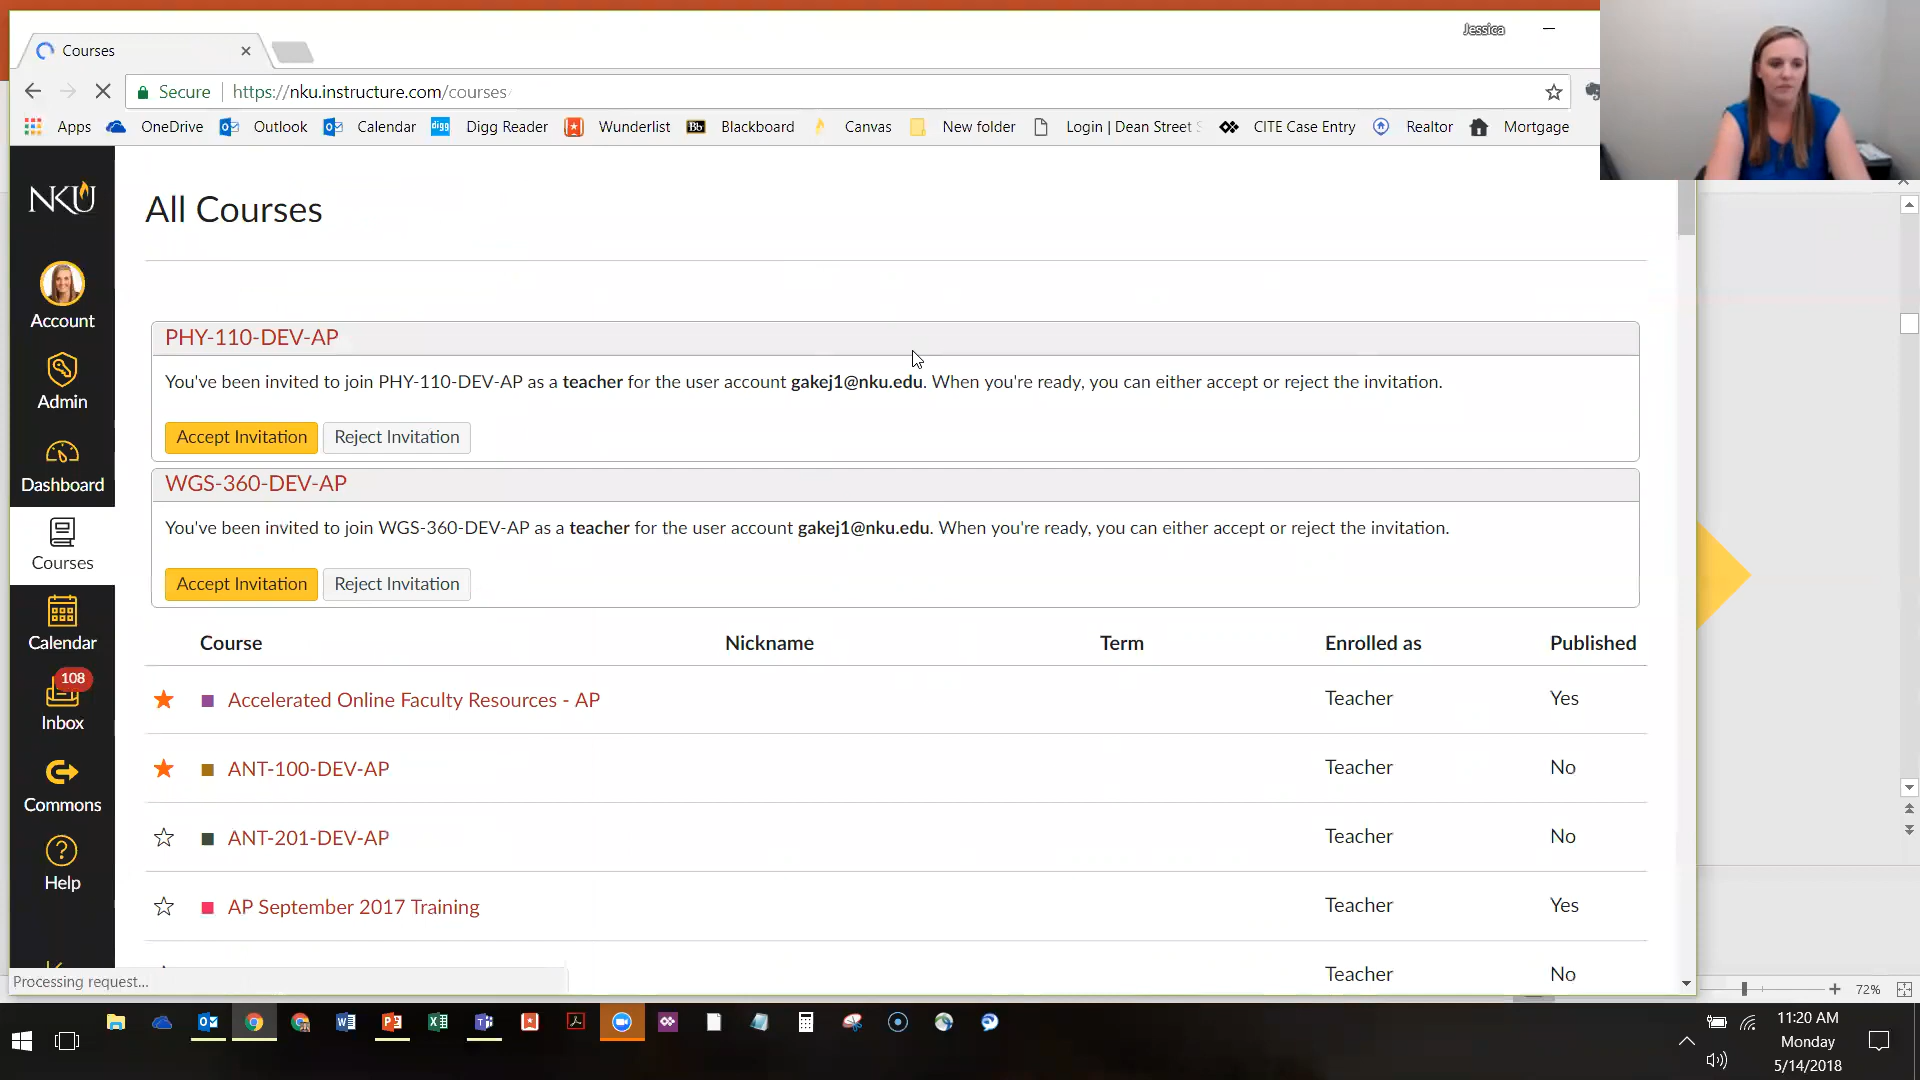 Jessica
Courses
Secure https://nku.instructure.com/courses
Apps OneDrive Outlook Calendar digg Digg Reader Wunderlist Bb Blackboard Canvas New folder Login | Dean Street CITE Case Entry Realtor Mortgage
NKU
Account
Admin
Dashboard
Courses
Calendar
108
Inbox
Commons
Help
All Courses
PHY-110-DEV-AP
You've been invited to join PHY-110-DEV-AP as a teacher for the user account gakej1@nku.edu. When you're ready, you can either accept or reject the invitation.
Accept Invitation Reject Invitation
WGS-360-DEV-AP
You've been invited to join WGS-360-DEV-AP as a teacher for the user account gakej1@nku.edu. When you're ready, you can either accept or reject the invitation.
Accept Invitation Reject Invitation
Course Nickname Term Enrolled as Published
Accelerated Online Faculty Resources - AP Teacher Yes
ANT-100-DEV-AP Teacher No
ANT-201-DEV-AP Teacher No
AP September 2017 Training Teacher Yes
Teacher No
Processing request...
72%
11:20 AM
Monday
5/14/2018